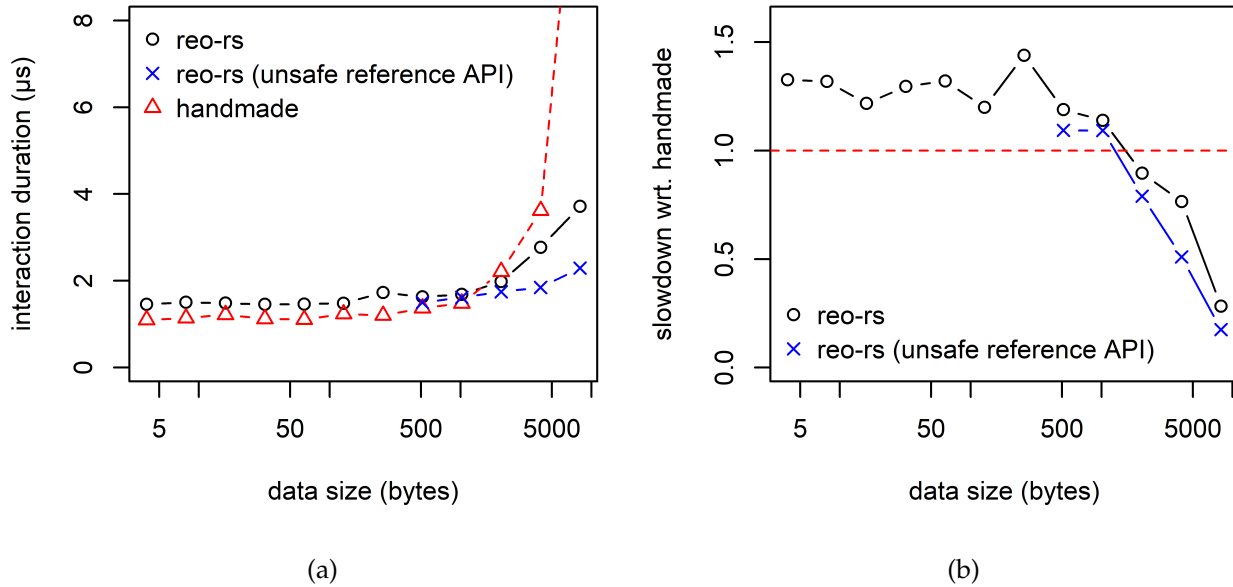 interaction duration (µs)
8
6
4
2
0
reo-rs
reo-rs (unsafe reference API)
handmade
5
50
500
5000
data size (bytes)
(a)
slowdown wrt. handmade
1.5
1.0
0.5
0.0
reo-rs
reo-rs (unsafe reference API)
5
50
500
5000
data size (bytes)
(b)